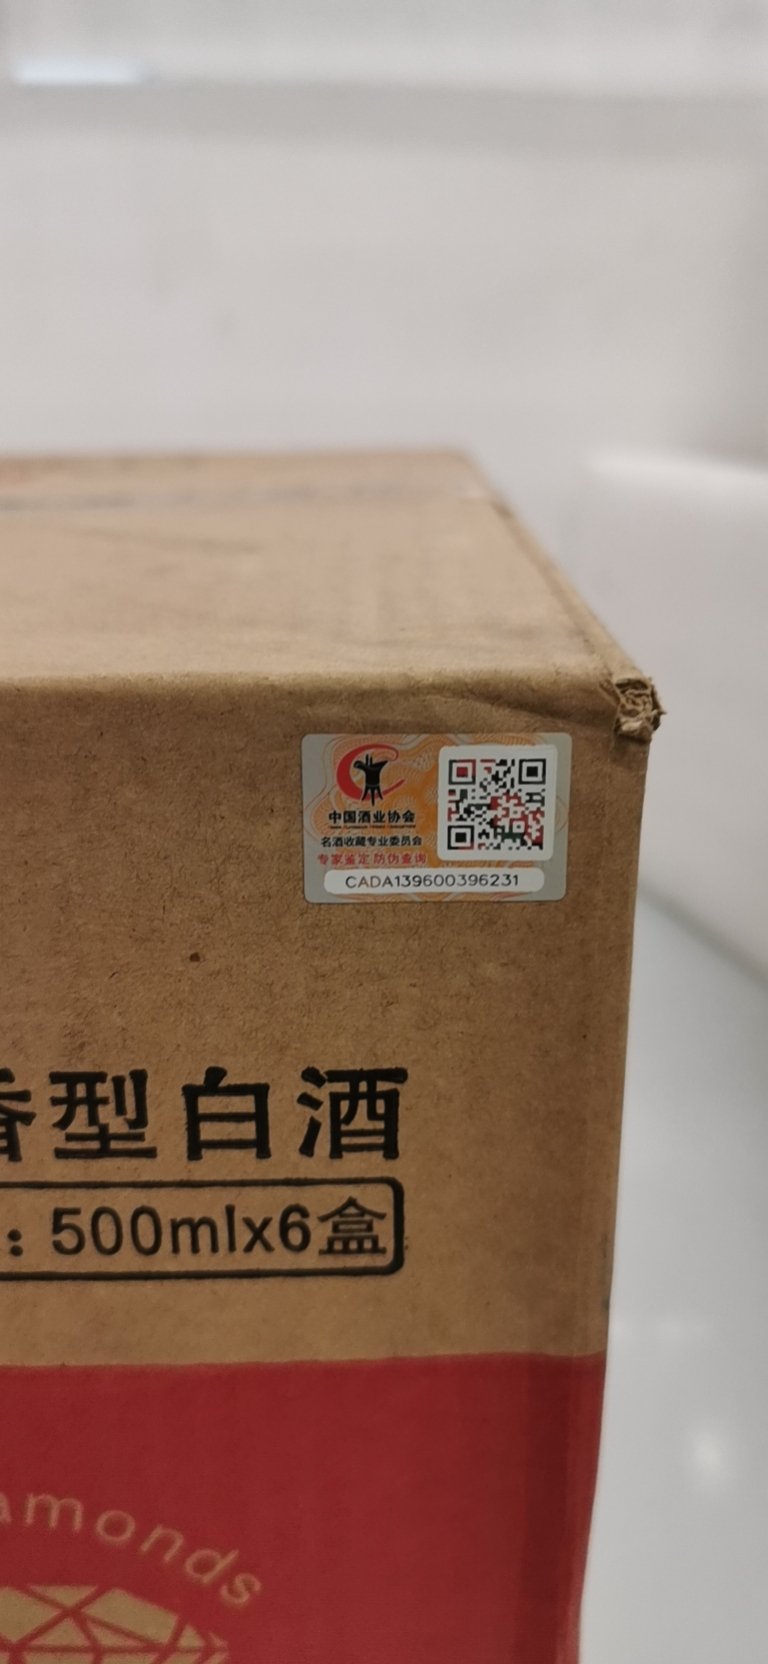 中国酒业协会
名酒收藏专业委员会
专家鉴定 防伪查询
CADA139600396231
香型白酒
: 500mlx6盒
amonds